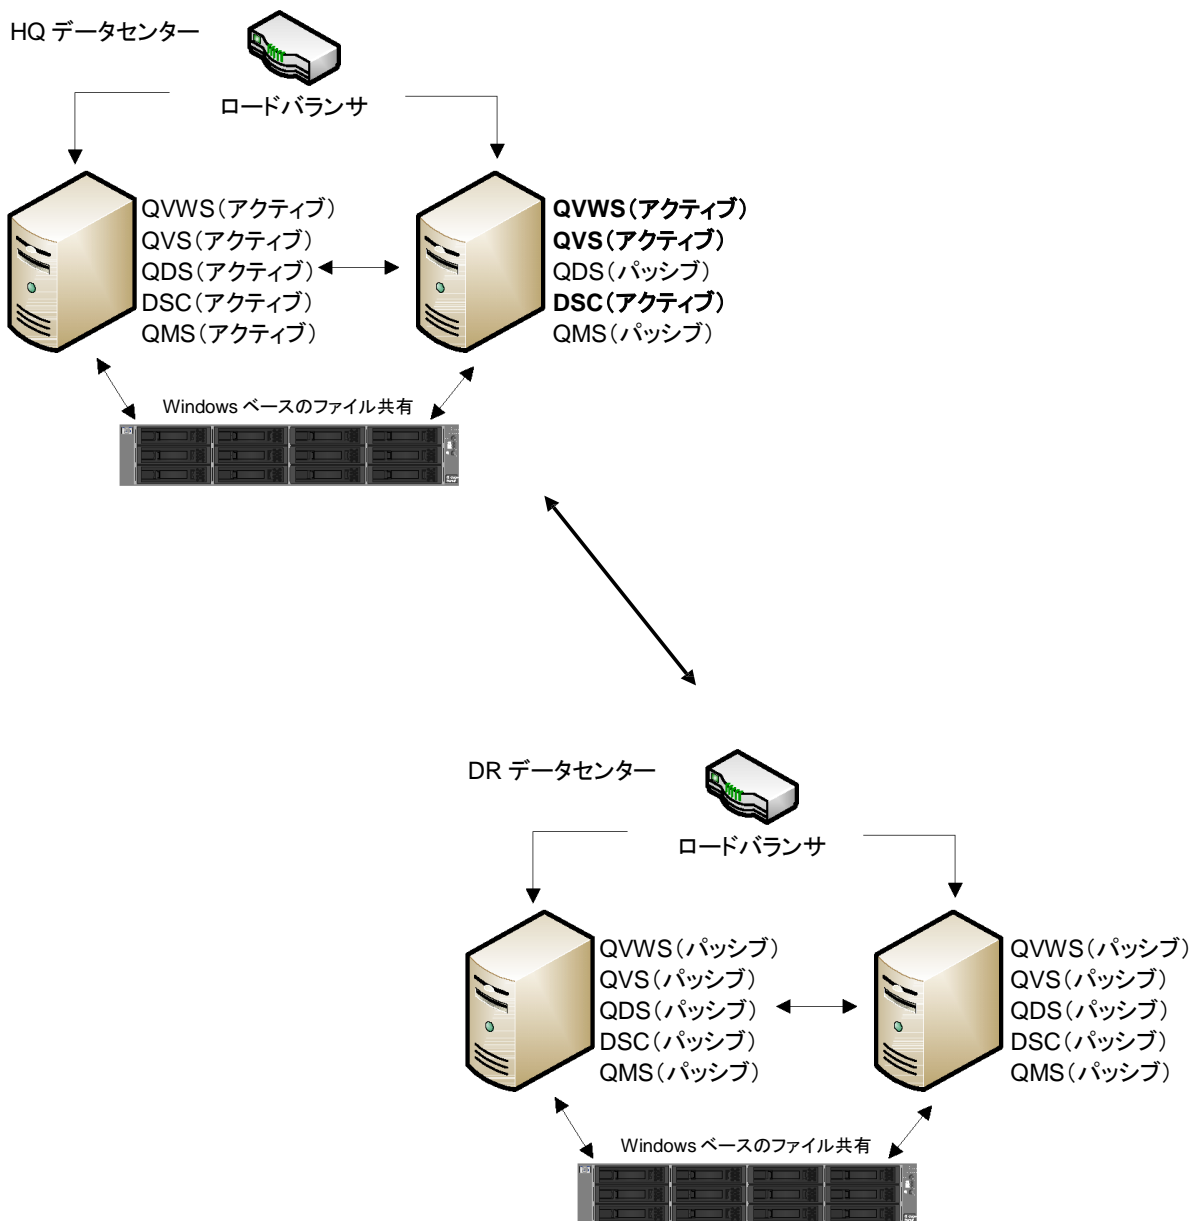 HQ データセンター
ロードバランサ
QVWS(アクティブ)
QVS(アクティブ)
QDS(アクティブ)
DSC(アクティブ)
QMS(アクティブ)
QVWS(アクティブ)
QVS(アクティブ)
QDS(パッシブ)
DSC(アクティブ)
QMS(パッシブ)
Windows ベースのファイル共有
DR データセンター
ロードバランサ
QVWS(パッシブ)
QVS(パッシブ)
QDS(パッシブ)
DSC(パッシブ)
QMS(パッシブ)
QVWS(パッシブ)
QVS(パッシブ)
QDS(パッシブ)
DSC(パッシブ)
QMS(パッシブ)
Windows ベースのファイル共有